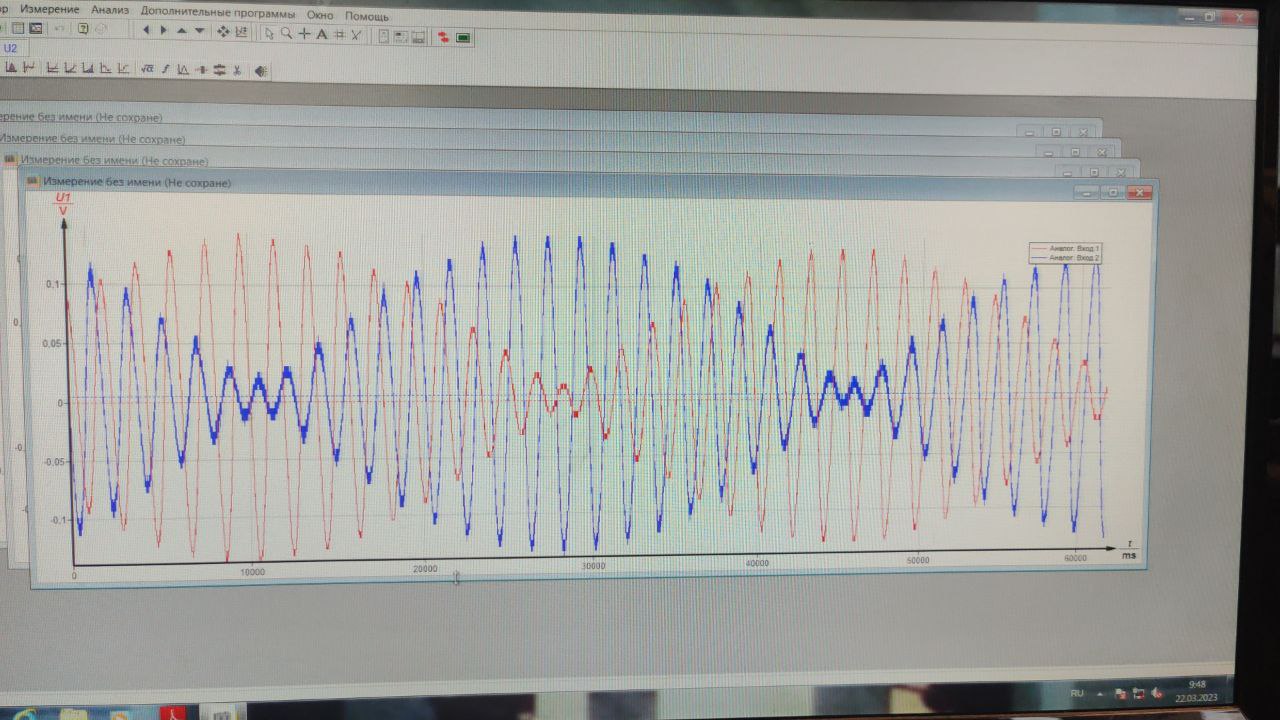 ор Измерение Анализ Дополнительные программы Окно Помощь
U2
ерение без имени (Не сохране)
Измерение без имени (Не сохране)
Измерение без имени (Не сохране)
Измерение без имени (Не сохране)
U1
V
Аналог. Вход 1
Аналог. Вход 2
0,1
0,05
0
-0,05
-0,1
0 10000 20000 30000 40000 50000 60000
t
ms
RU
9:48
22.03.2023